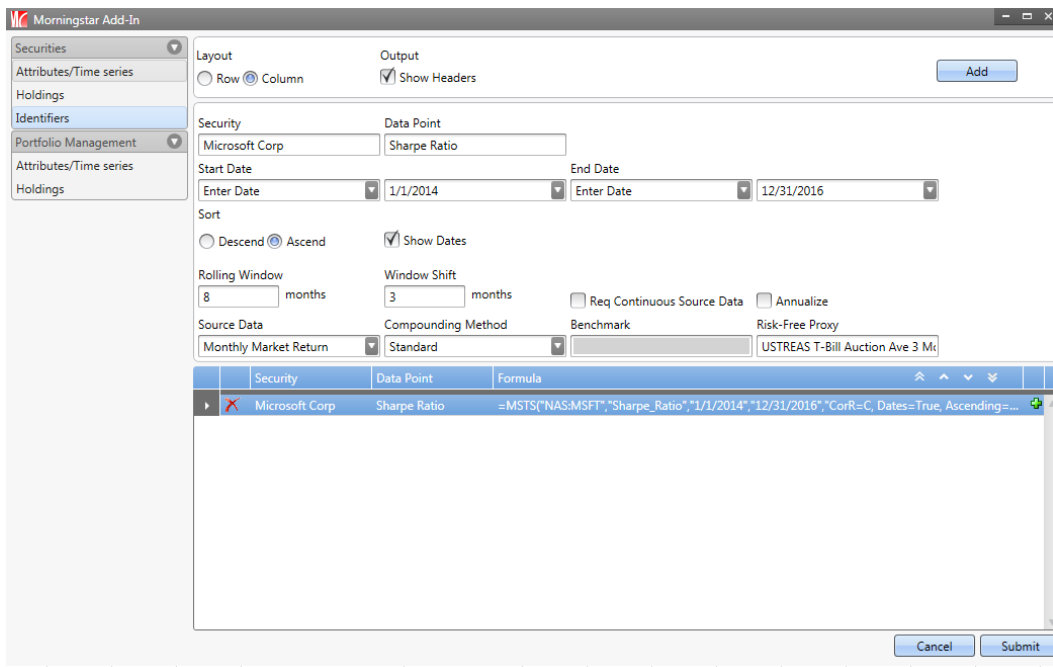 Morningstar Add-In
Securities
Attributes/Time series
Holdings
Identifiers
Portfolio Management
Attributes/Time series
Holdings
Layout
Output
Row Column
Show Headers
Add
Security
Data Point
Microsoft Corp
Sharpe Ratio
Start Date
End Date
Enter Date
1/1/2014
Enter Date
12/31/2016
Sort
Descend Ascend
Show Dates
Rolling Window
Window Shift
8 months
3 months
Req Continuous Source Data
Annualize
Source Data
Compounding Method
Benchmark
Risk-Free Proxy
Monthly Market Return
Standard
USTREAS T-Bill Auction Ave 3 Mo
Security
Data Point
Formula
Microsoft Corp
Sharpe Ratio
=MSTS("NAS:MSFT","Sharpe_Ratio","1/1/2014","12/31/2016","CorR=C, Dates=True, Ascending=...
Cancel
Submit